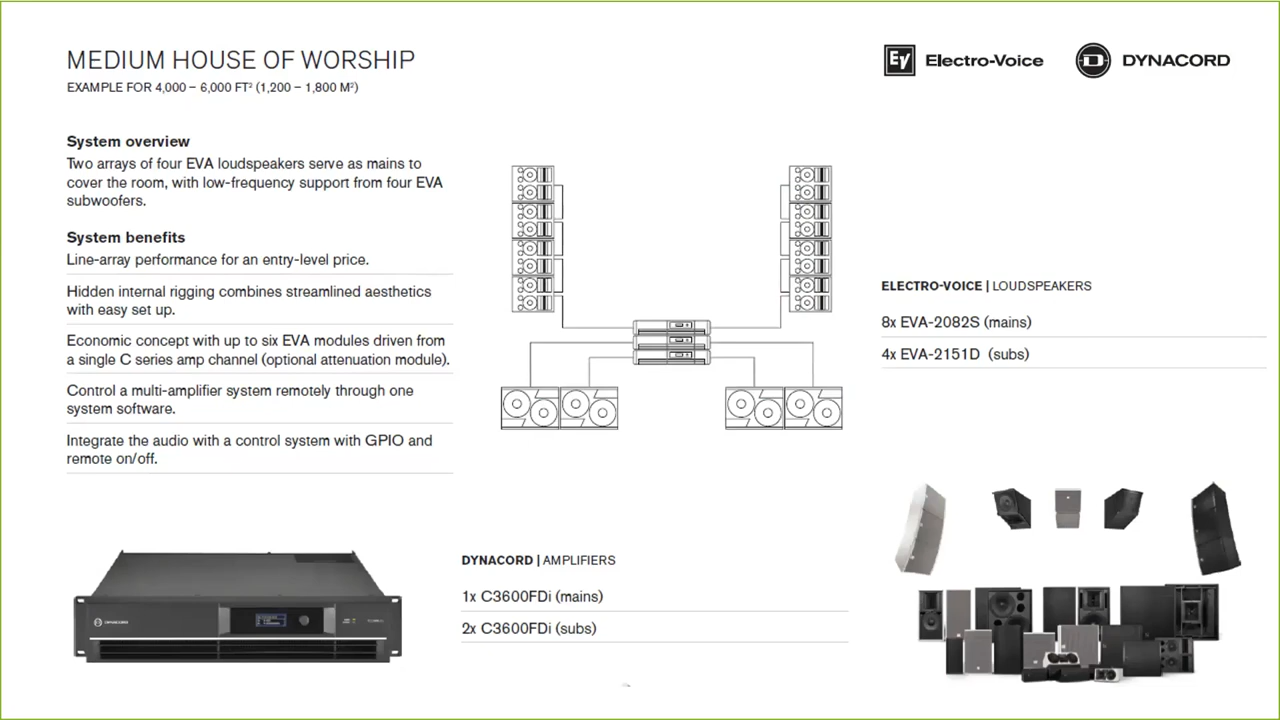 MEDIUM HOUSE OF WORSHIP
EXAMPLE FOR 4,000 – 6,000 FT² (1,200 – 1,800 M²)
EV Electro-Voice
D DYNACORD
System overview
Two arrays of four EVA loudspeakers serve as mains to
cover the room, with low-frequency support from four EVA
subwoofers.
System benefits
Line-array performance for an entry-level price.
Hidden internal rigging combines streamlined aesthetics
with easy set up.
Economic concept with up to six EVA modules driven from
a single C series amp channel (optional attenuation module).
Control a multi-amplifier system remotely through one
system software.
Integrate the audio with a control system with GPIO and
remote on/off.
ELECTRO-VOICE | LOUDSPEAKERS
8x EVA-2082S (mains)
4x EVA-2151D (subs)
DYNACORD | AMPLIFIERS
1x C3600FDi (mains)
2x C3600FDi (subs)
DYNACORD